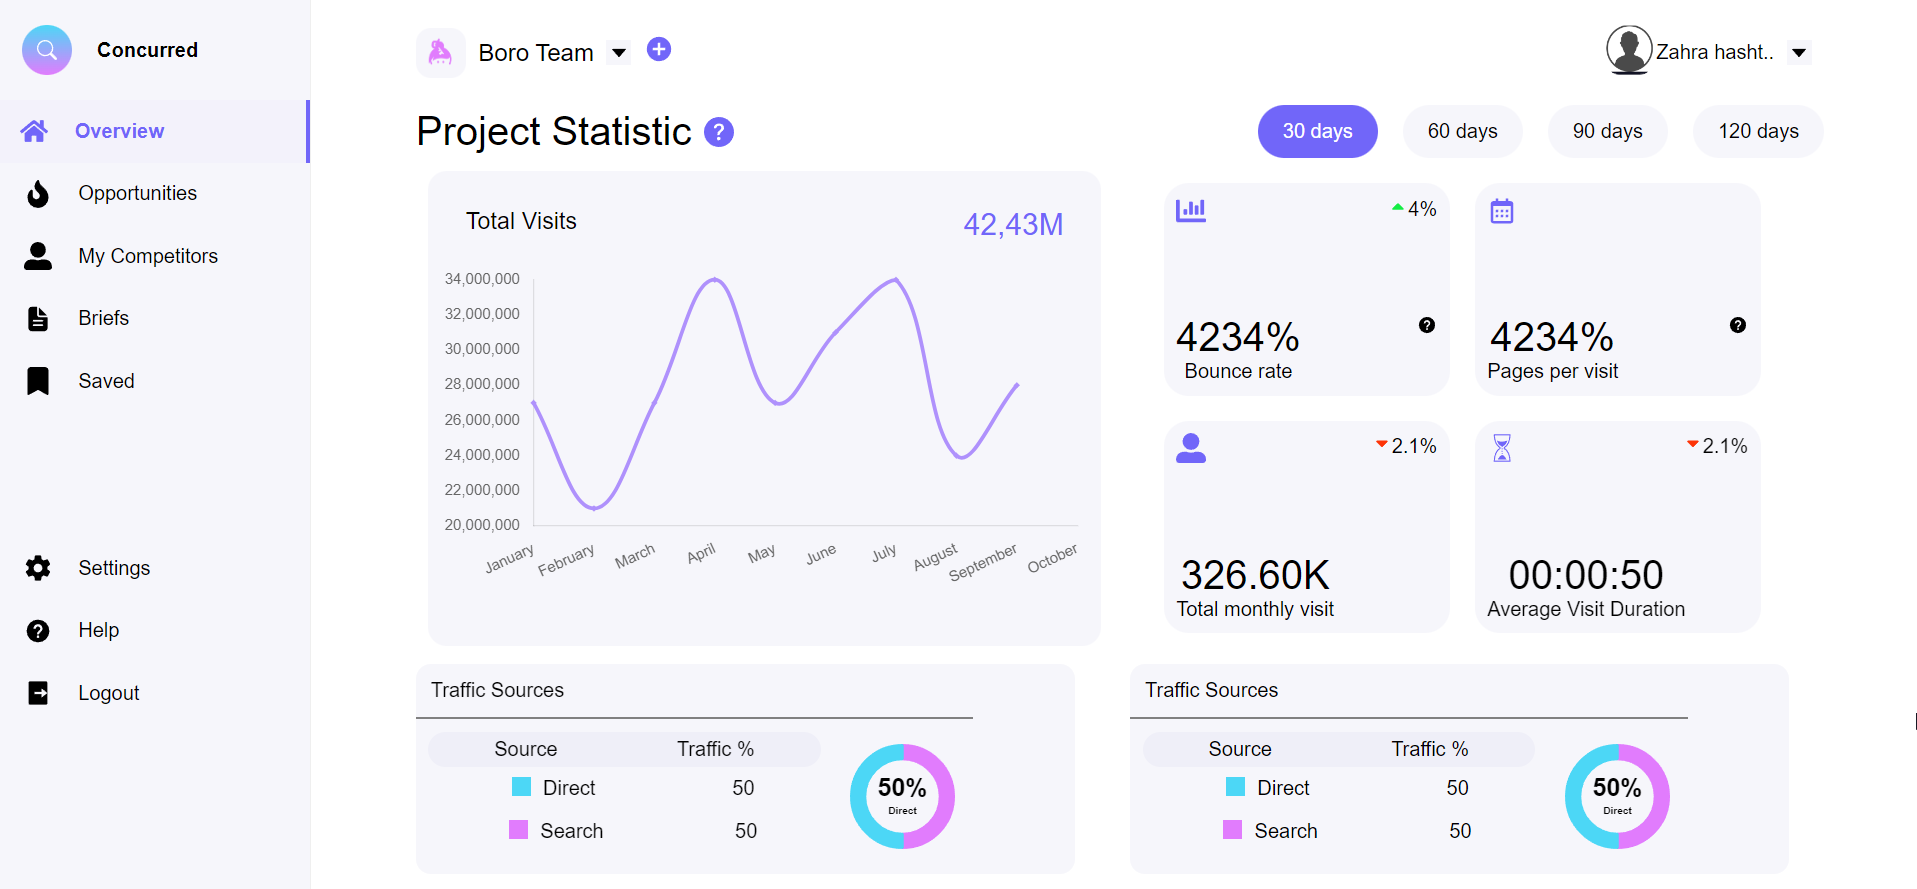 Concurred
Overview
Opportunities
My Competitors
Briefs
Saved
Settings
Help
Logout
Boro Team
Zahra hasht..
Project Statistic ?
30 days 60 days 90 days 120 days
Total Visits 42,43M
34,000,000
32,000,000
30,000,000
28,000,000
26,000,000
24,000,000
22,000,000
20,000,000
January February March April May June July August September October
4%
4234%
Bounce rate
4234%
Pages per visit
2.1%
326.60K
Total monthly visit
2.1%
00:00:50
Average Visit Duration
Traffic Sources
Source Traffic %
Direct 50
Search 50
50%
Direct
Traffic Sources
Source Traffic %
Direct 50
Search 50
50%
Direct